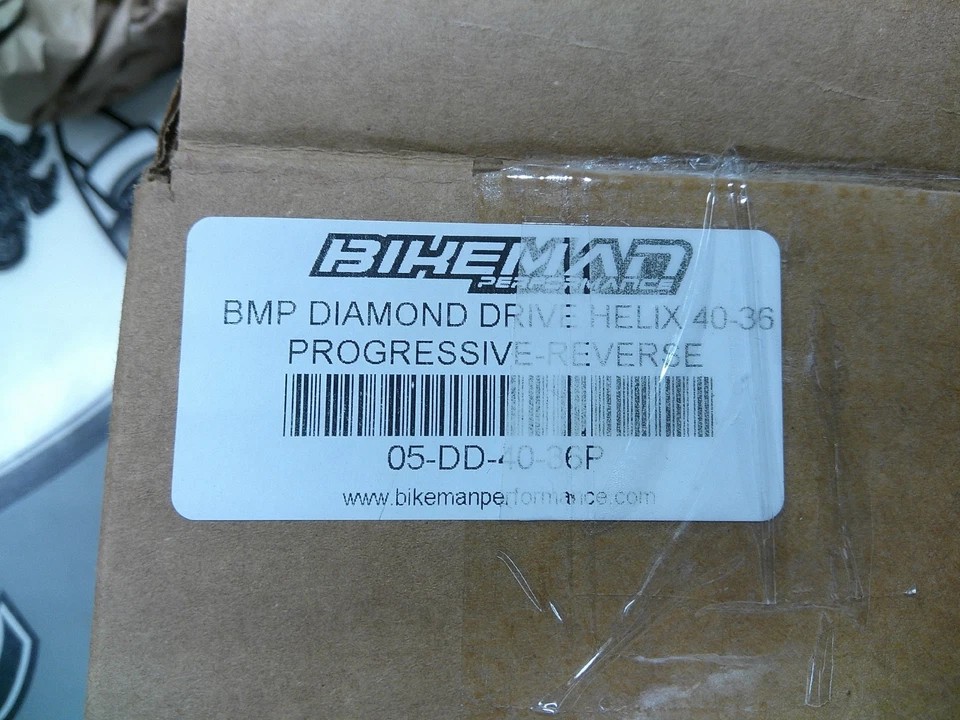 BIKEMAN
PERFORMANCE
BMP DIAMOND DRIVE HELIX 40-36
PROGRESSIVE-REVERSE
05-DD-40-36P
www.bikemanperformance.com